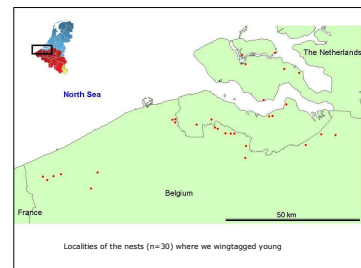 The Netherlands
North Sea
Belgium
France
50 km
Localities of the nests (n=30) where we wingtagged young